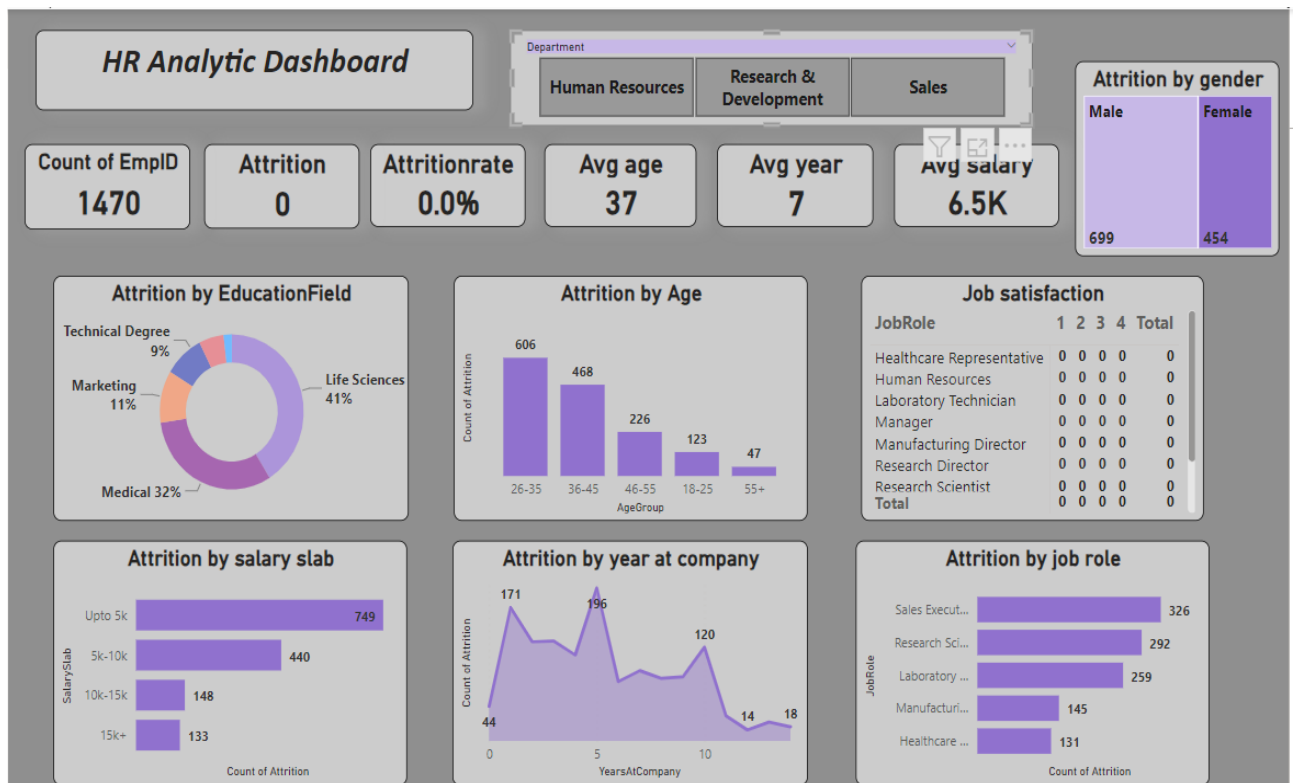 HR Analytic Dashboard
Department
Human Resources
Research &
Development
Sales
Attrition by gender
Male
Female
699
454
Count of EmpID
1470
Attrition
0
Attritionrate
0.0%
Avg age
37
Avg year
7
Avg salary
6.5K
Attrition by EducationField
Technical Degree
9%
Marketing
11%
Life Sciences
41%
Medical 32%
Attrition by Age
Count of Attrition
606
468
226
123
47
26-35
36-45
46-55
18-25
55+
AgeGroup
Job satisfaction
JobRole 1 2 3 4 Total
Healthcare Representative 0 0 0 0 0
Human Resources 0 0 0 0 0
Laboratory Technician 0 0 0 0 0
Manager 0 0 0 0 0
Manufacturing Director 0 0 0 0 0
Research Director 0 0 0 0 0
Research Scientist 0 0 0 0 0
Total 0 0 0 0 0
Attrition by salary slab
SalarySlab
Upto 5k 749
5k-10k 440
10k-15k 148
15k+ 133
Count of Attrition
Attrition by year at company
Count of Attrition
171
196
120
44
14
18
0
5
10
YearsAtCompany
Attrition by job role
JobRole
Sales Execut... 326
Research Sci... 292
Laboratory ... 259
Manufacturi... 145
Healthcare ... 131
Count of Attrition